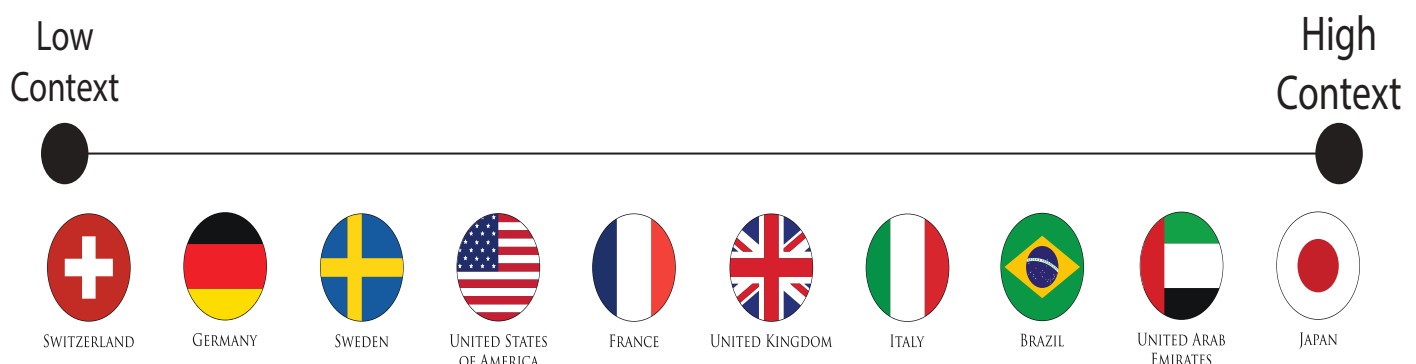 Low
Context
High
Context
SWITZERLAND
GERMANY
SWEDEN
UNITED STATES
OF AMERICA
FRANCE
UNITED KINGDOM
ITALY
BRAZIL
UNITED ARAB
EMIRATES
JAPAN